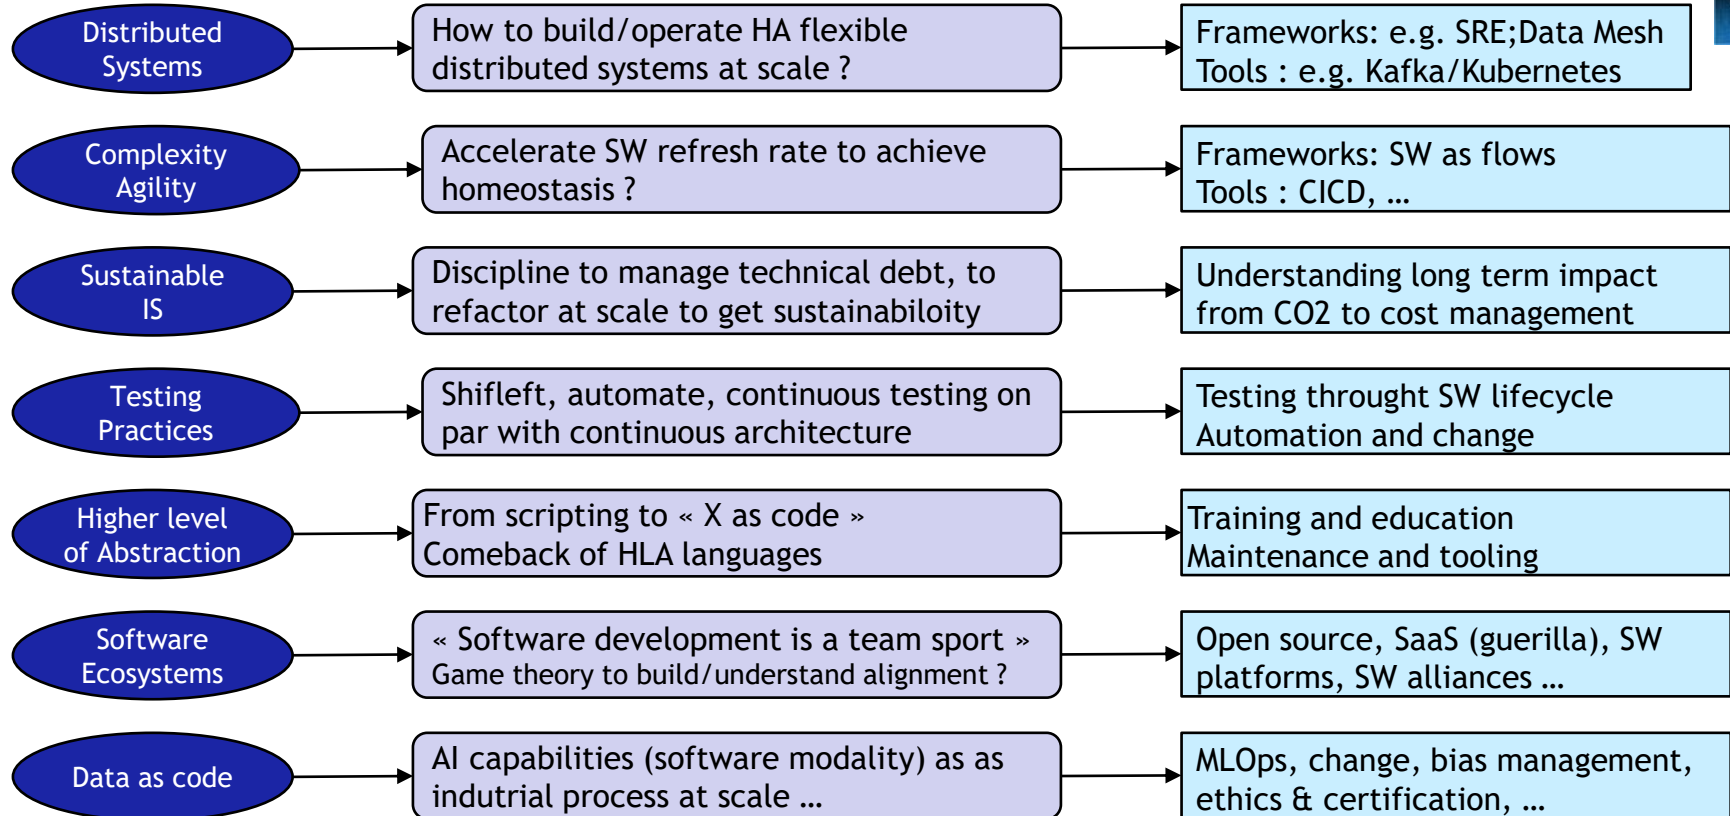 Distributed
Systems
How to build/operate HA flexible
distributed systems at scale ?
Frameworks: e.g. SRE;Data Mesh
Tools : e.g. Kafka/Kubernetes
Complexity
Agility
Accelerate SW refresh rate to achieve
homeostasis ?
Frameworks: SW as flows
Tools : CICD, …
Sustainable
IS
Discipline to manage technical debt, to
refactor at scale to get sustainabiloity
Understanding long term impact
from CO2 to cost management
Testing
Practices
Shifleft, automate, continuous testing on
par with continuous architecture
Testing throught SW lifecycle
Automation and change
Higher level
of Abstraction
From scripting to « X as code »
Comeback of HLA languages
Training and education
Maintenance and tooling
Software
Ecosystems
« Software development is a team sport »
Game theory to build/understand alignment ?
Open source, SaaS (guerilla), SW
platforms, SW alliances …
Data as code
AI capabilities (software modality) as as
indutrial process at scale …
MLOps, change, bias management,
ethics & certification, …